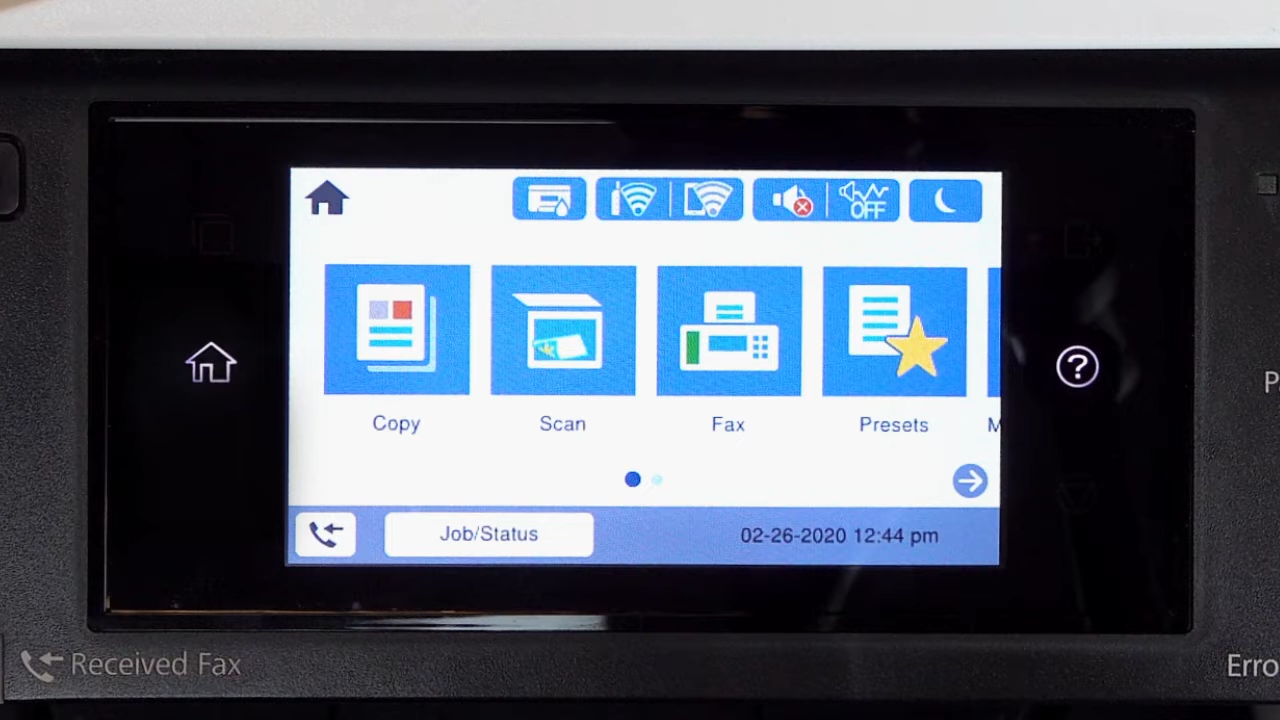 OFF
Copy Scan Fax Presets M
Job/Status 02-26-2020 12:44 pm
Received Fax
P
Erro